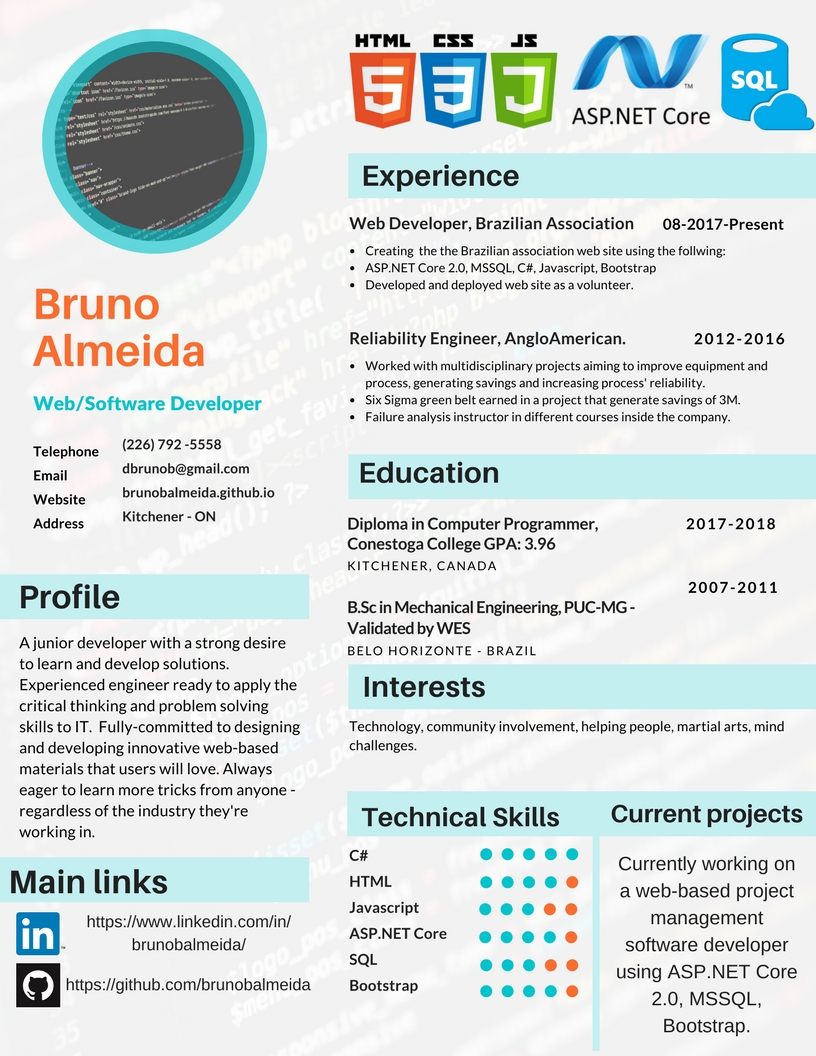 HTML CSS JS
5 3 J
ASP.NET Core
SQL
Bruno
Almeida
Web/Software Developer
Telephone (226) 792 -5558
Email dbrunob@gmail.com
Website brunobalmeida.github.io
Address Kitchener - ON
Profile
A junior developer with a strong desire
to learn and develop solutions.
Experienced engineer ready to apply the
critical thinking and problem solving
skills to IT.  Fully-committed to designing
and developing innovative web-based
materials that users will love. Always
eager to learn more tricks from anyone -
regardless of the industry they're
working in.
Main links
in
https://www.linkedin.com/in/
brunobalmeida/
https://github.com/brunobalmeida
Experience
Web Developer, Brazilian Association 08-2017-Present
• Creating  the the Brazilian association web site using the follwing:
• ASP.NET Core 2.0, MSSQL, C#, Javascript, Bootstrap
• Developed and deployed web site as a volunteer.
Reliability Engineer, AngloAmerican. 2012-2016
• Worked with multidisciplinary projects aiming to improve equipment and
process, generating savings and increasing process' reliability.
• Six Sigma green belt earned in a project that generate savings of 3M.
• Failure analysis instructor in different courses inside the company.
Education
Diploma in Computer Programmer, 2017-2018
Conestoga College GPA: 3.96
KITCHENER, CANADA
2007-2011
B.Sc in Mechanical Engineering, PUC-MG -
Validated by WES
BELO HORIZONTE - BRAZIL
Interests
Technology, community involvement, helping people, martial arts, mind
challenges.
Technical Skills
C#
HTML
Javascript
ASP.NET Core
SQL
Bootstrap
Current projects
Currently working on
a web-based project
management
software developer
using ASP.NET Core
2.0, MSSQL,
Bootstrap.